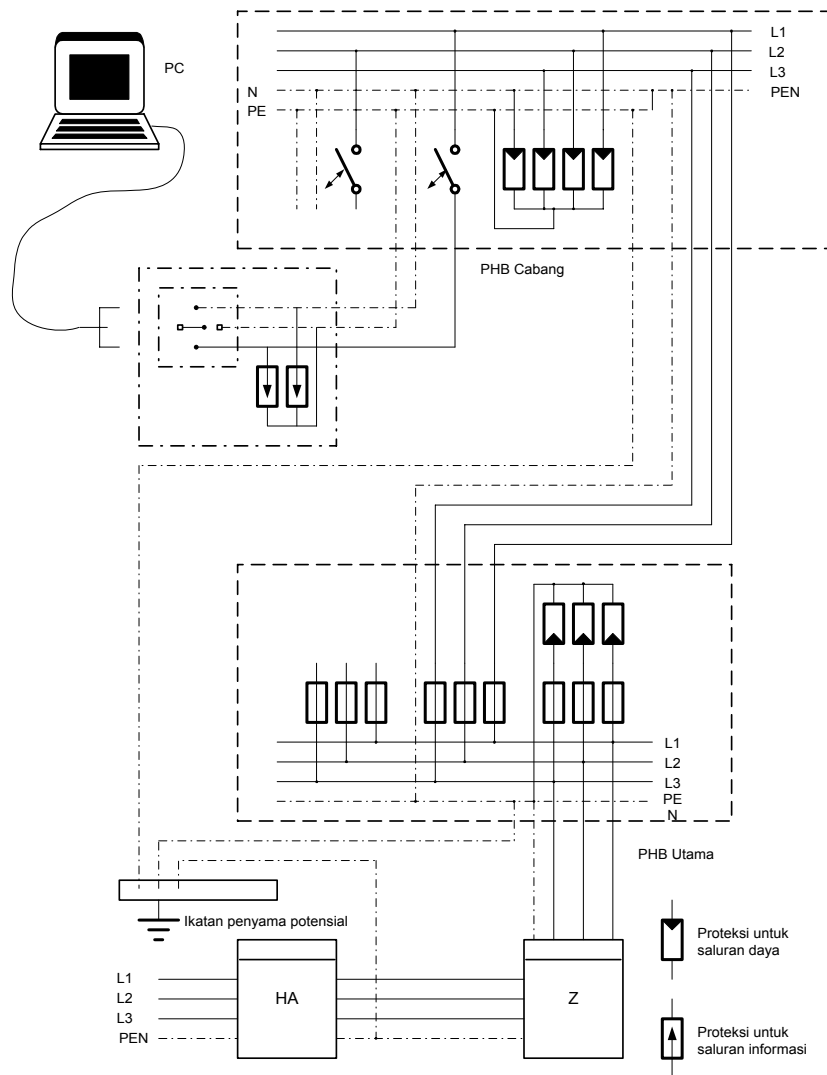 PC
L1
L2
L3
N
PEN
PE
PHB Cabang
L1
L2
L3
PE
N
PHB Utama
Ikatan penyama potensial
Proteksi untuk
saluran daya
L1
L2
L3
PEN
HA
Z
Proteksi untuk
saluran informasi